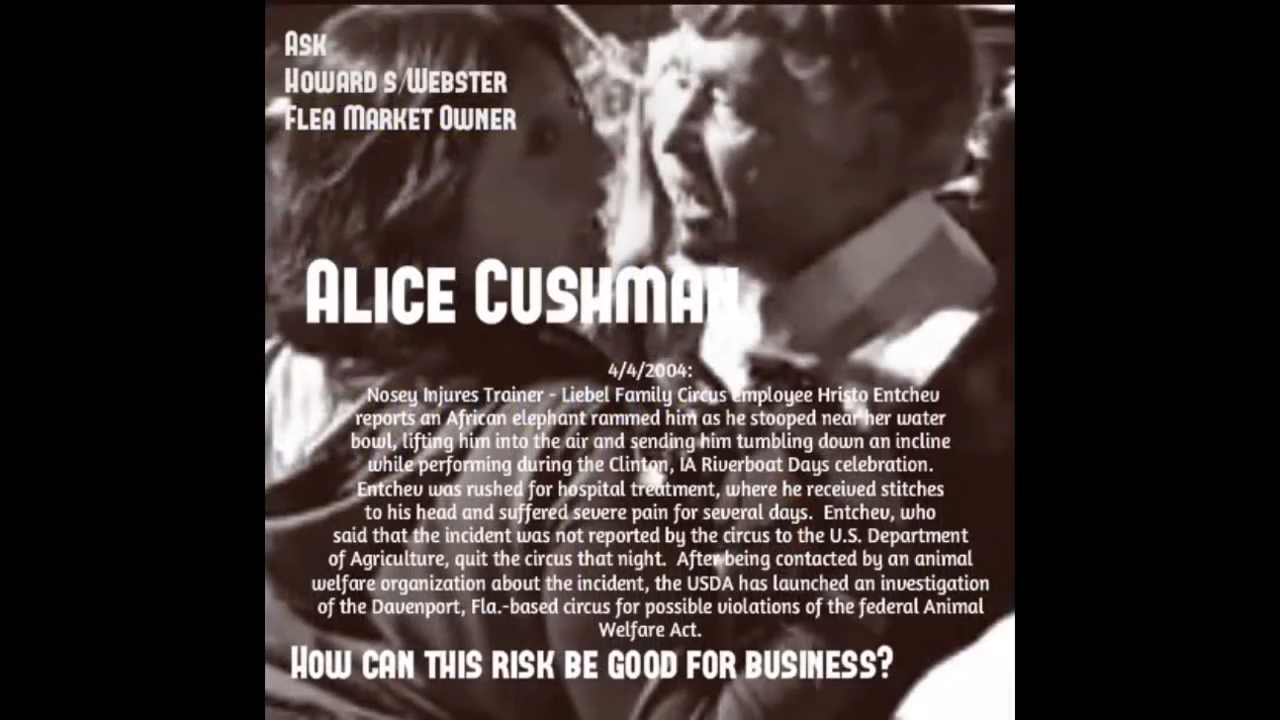 Ask
Howard s/Webster
Flea Market Owner
Alice Cushman
4/4/2004:
Nosey Injures Trainer - Liebel Family Circus employee Hristo Entchev
reports an African elephant rammed him as he stooped near her water
bowl, lifting him into the air and sending him tumbling down an incline
while performing during the Clinton, IA Riverboat Days celebration.
Entchev was rushed for hospital treatment, where he received stitches
to his head and suffered severe pain for several days.  Entchev, who
said that the incident was not reported by the circus to the U.S. Department
of Agriculture, quit the circus that night.  After being contacted by an animal
welfare organization about the incident, the USDA has launched an investigation
of the Davenport, Fla.-based circus for possible violations of the federal Animal
Welfare Act.
How can this risk be good for business?